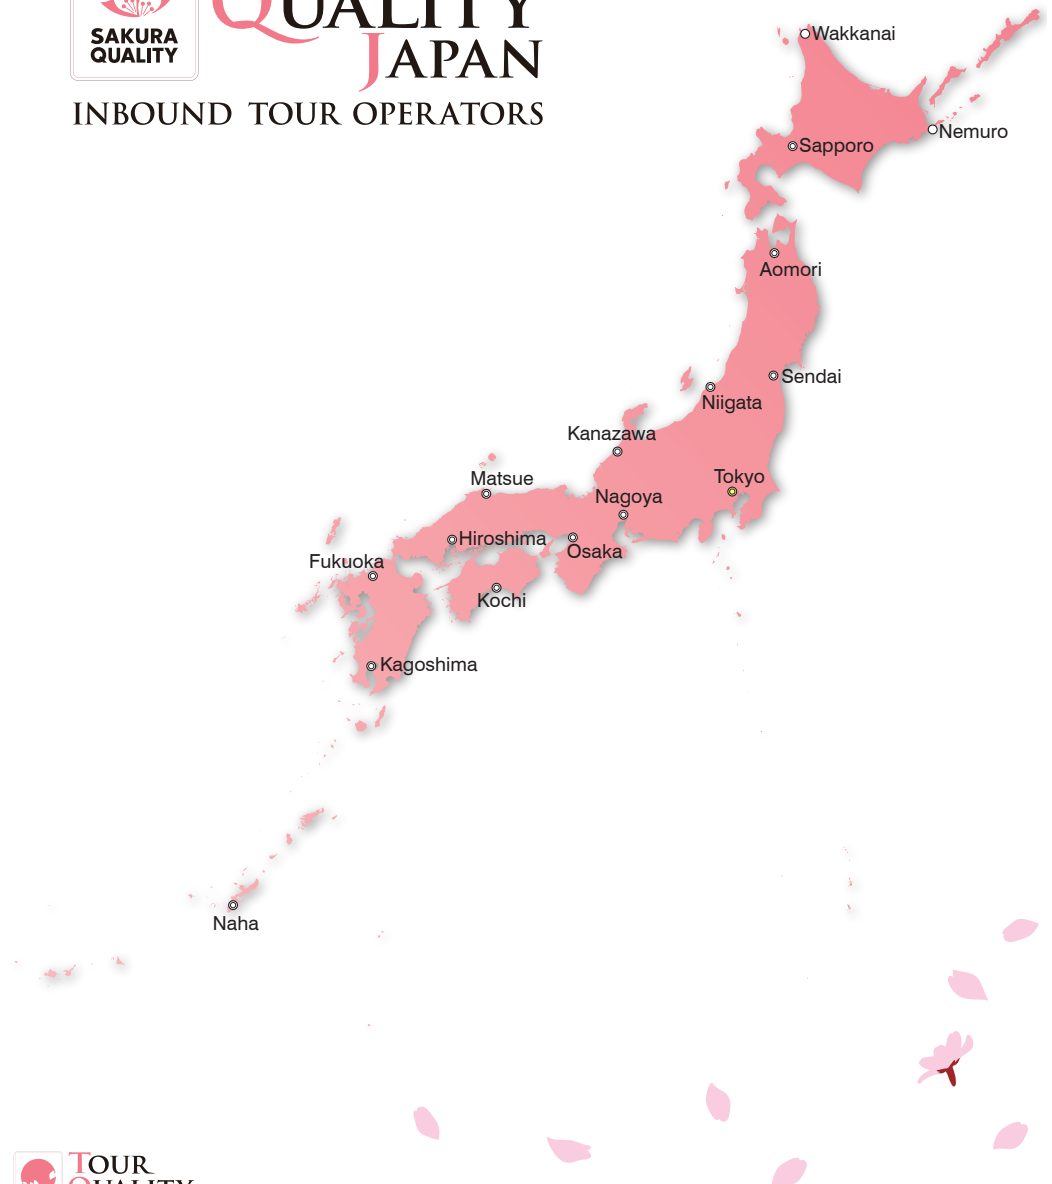 QUALITY
SAKURA
QUALITY
JAPAN
INBOUND TOUR OPERATORS
Wakkanai
Nemuro
Sapporo
Aomori
Sendai
Niigata
Kanazawa
Matsue
Tokyo
Nagoya
Hiroshima
Osaka
Fukuoka
Kochi
Kagoshima
Naha
TOUR
QUALITY